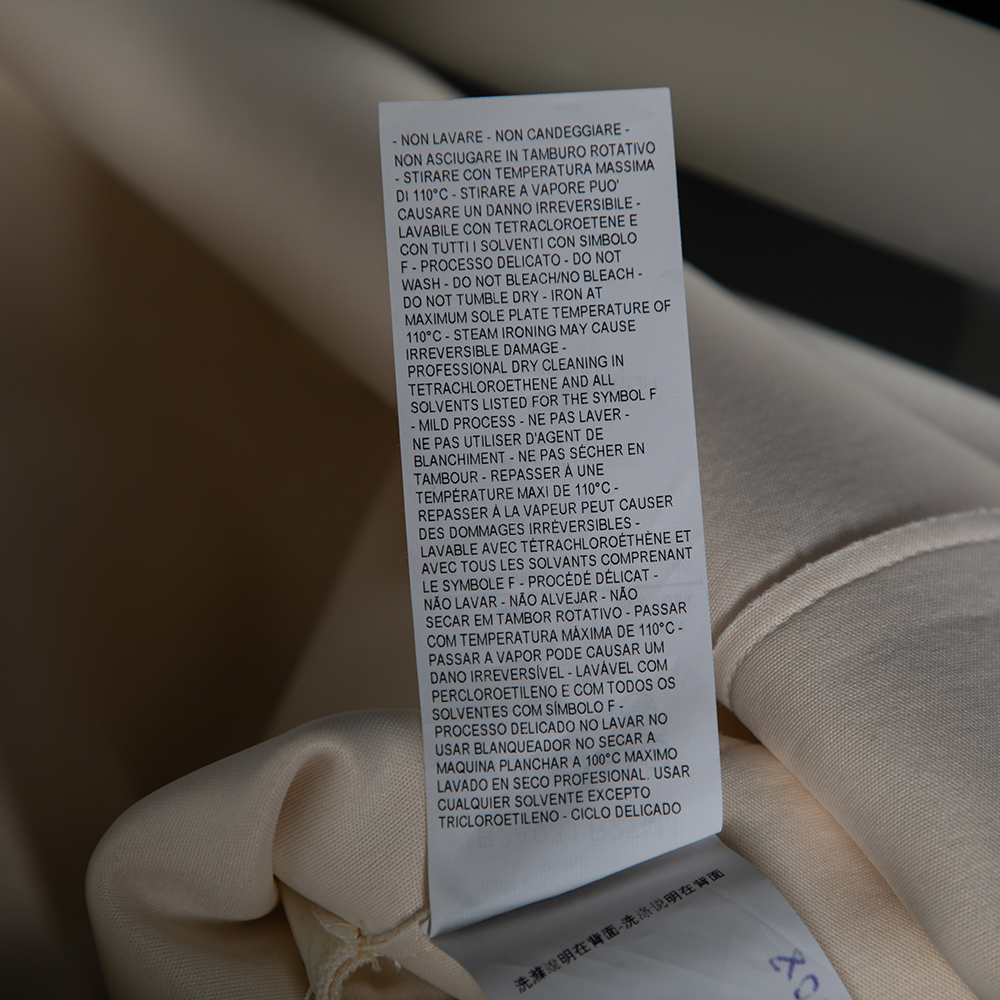 - NON LAVARE - NON CANDEGGIARE -
NON ASCIUGARE IN TAMBURO ROTATIVO
- STIRARE CON TEMPERATURA MASSIMA
DI 110°C - STIRARE A VAPORE PUO'
CAUSARE UN DANNO IRREVERSIBILE -
LAVABILE CON TETRACLOROETENE E
CON TUTTI I SOLVENTI CON SIMBOLO
F - PROCESSO DELICATO - DO NOT
WASH - DO NOT BLEACH/NO BLEACH -
DO NOT TUMBLE DRY - IRON AT
MAXIMUM SOLE PLATE TEMPERATURE OF
110°C - STEAM IRONING MAY CAUSE
IRREVERSIBLE DAMAGE -
PROFESSIONAL DRY CLEANING IN
TETRACHLOROETHENE AND ALL
SOLVENTS LISTED FOR THE SYMBOL F
- MILD PROCESS - NE PAS LAVER -
NE PAS UTILISER D'AGENT DE
BLANCHIMENT - NE PAS SÉCHER EN
TAMBOUR - REPASSER À UNE
TEMPÉRATURE MAXI DE 110°C -
REPASSER À LA VAPEUR PEUT CAUSER
DES DOMMAGES IRRÉVERSIBLES -
LAVABLE AVEC TÉTRACHLOROÉTHÈNE ET
AVEC TOUS LES SOLVANTS COMPRENANT
LE SYMBOLE F - PROCÉDÉ DÉLICAT -
NÃO LAVAR - NÃO ALVEJAR - NÃO
SECAR EM TAMBOR ROTATIVO - PASSAR
COM TEMPERATURA MÁXIMA DE 110°C -
PASSAR A VAPOR PODE CAUSAR UM
DANO IRREVERSÍVEL - LAVÁVEL COM
PERCLOROETILENO E COM TODOS OS
SOLVENTES COM SÍMBOLO F -
PROCESSO DELICADO NO LAVAR NO
USAR BLANQUEADOR NO SECAR A
MAQUINA PLANCHAR A 100°C MAXIMO
LAVADO EN SECO PROFESIONAL. USAR
CUALQUIER SOLVENTE EXCEPTO
TRICLOROETILENO - CICLO DELICADO
洗滌說明在背面-洗涤说明在背面